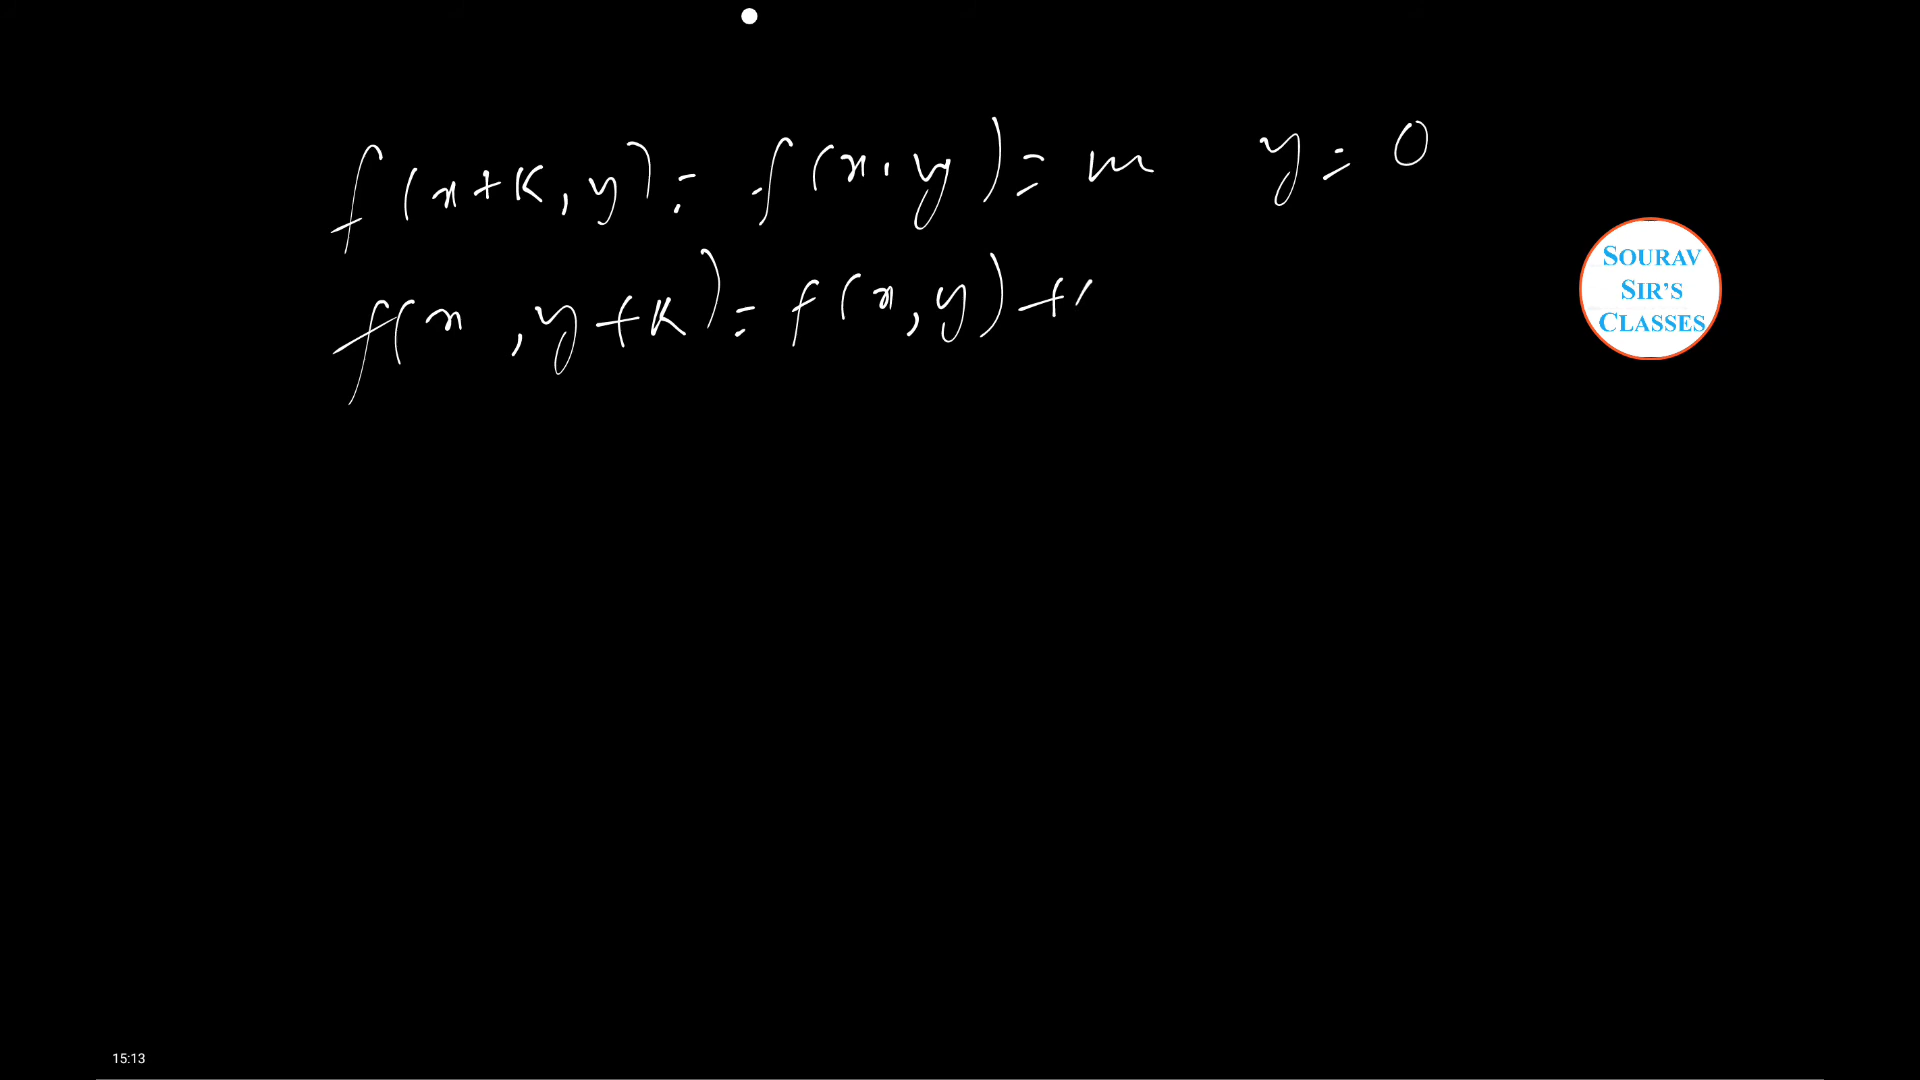 f(x+k,y) = f(x,y) = m y = 0
f(x,y+k) = f(x,y) +
SOURAV
SIR'S
CLASSES
15:13